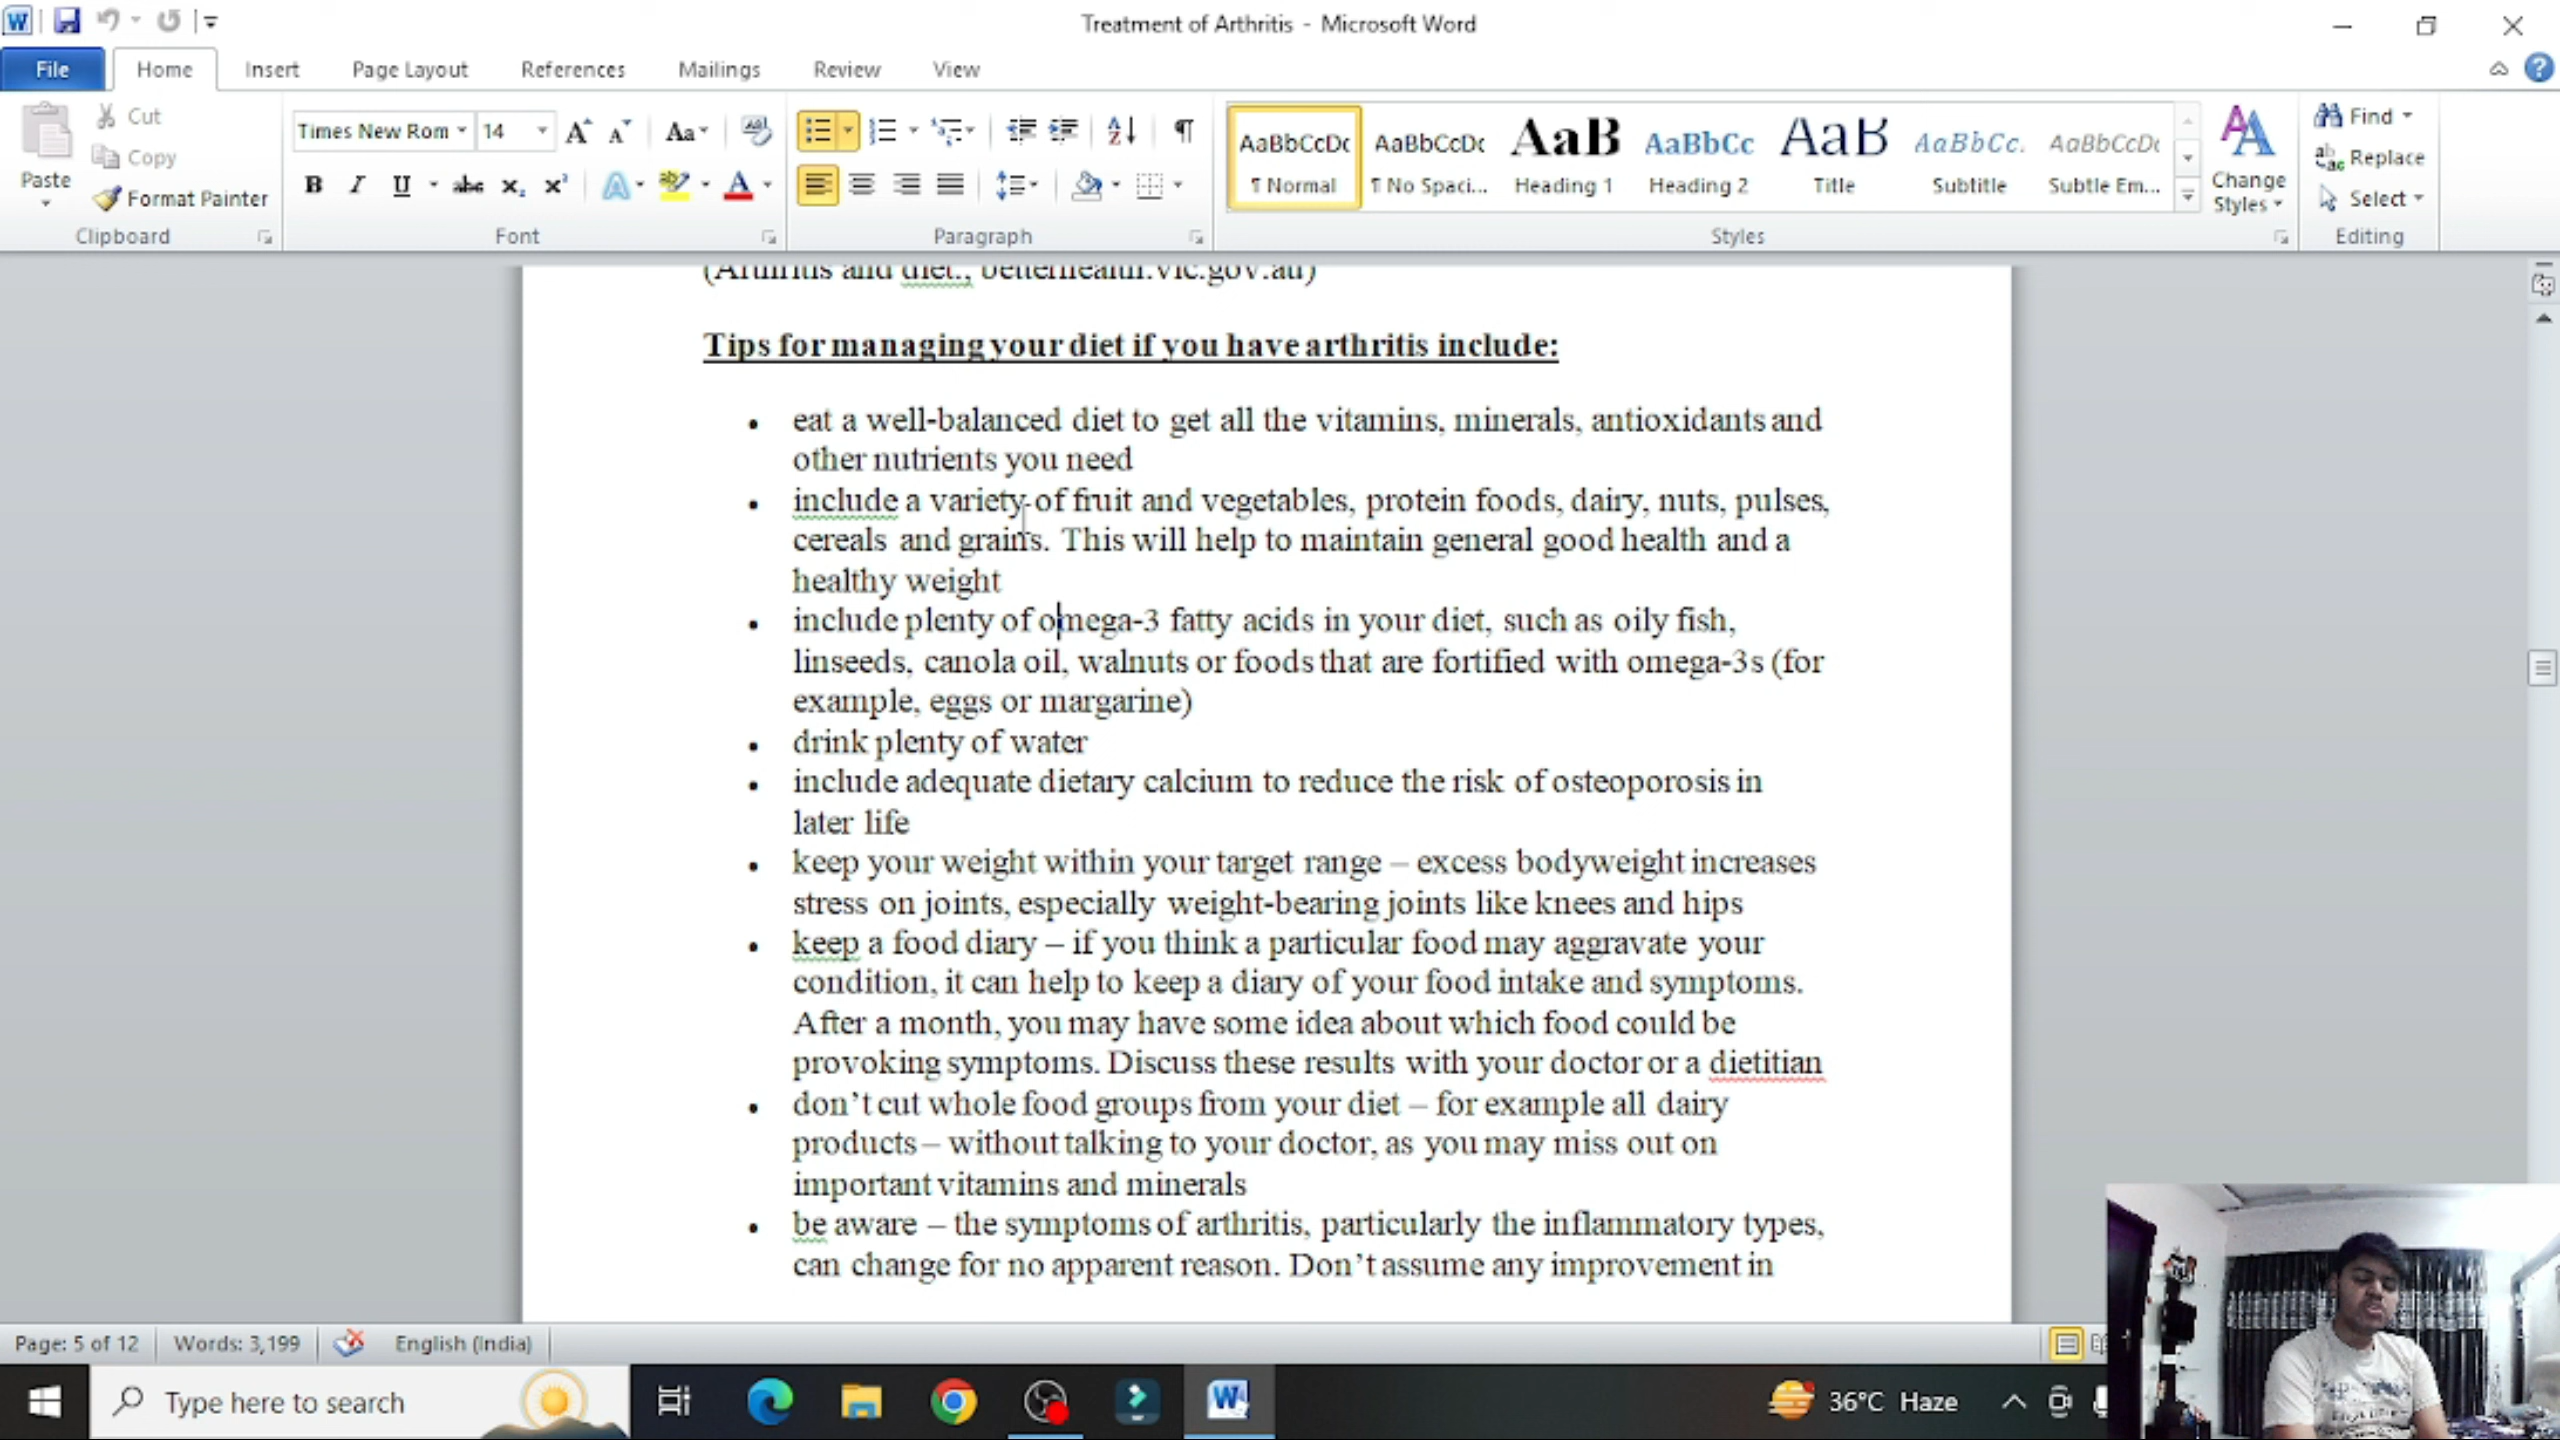 Treatment of Arthritis - Microsoft Word
File Home Insert Page Layout References Mailings Review View
Paste
Cut
Copy
Format Painter
Clipboard
Times New Rom 14
Font
Paragraph
AaBbCcDc AaBbCcDc AaB AaBbCc AaB AaBbCc. AaBbCcDc
¶ Normal ¶ No Spaci... Heading 1 Heading 2 Title Subtitle Subtle Em...
Styles
Change
Styles
Find
Replace
Select
Editing
(Arthritis and diet., betterhealth.vic.gov.au)
Tips for managing your diet if you have arthritis include:
• eat a well-balanced diet to get all the vitamins, minerals, antioxidants and
other nutrients you need
• include a variety of fruit and vegetables, protein foods, dairy, nuts, pulses,
cereals and grains. This will help to maintain general good health and a
healthy weight
• include plenty of omega-3 fatty acids in your diet, such as oily fish,
linseeds, canola oil, walnuts or foods that are fortified with omega-3s (for
example, eggs or margarine)
• drink plenty of water
• include adequate dietary calcium to reduce the risk of osteoporosis in
later life
• keep your weight within your target range – excess bodyweight increases
stress on joints, especially weight-bearing joints like knees and hips
• keep a food diary – if you think a particular food may aggravate your
condition, it can help to keep a diary of your food intake and symptoms.
After a month, you may have some idea about which food could be
provoking symptoms. Discuss these results with your doctor or a dietitian
• don’t cut whole food groups from your diet – for example all dairy
products – without talking to your doctor, as you may miss out on
important vitamins and minerals
• be aware – the symptoms of arthritis, particularly the inflammatory types,
can change for no apparent reason. Don’t assume any improvement in
Page: 5 of 12 Words: 3,199 English (India)
Type here to search
36°C Haze